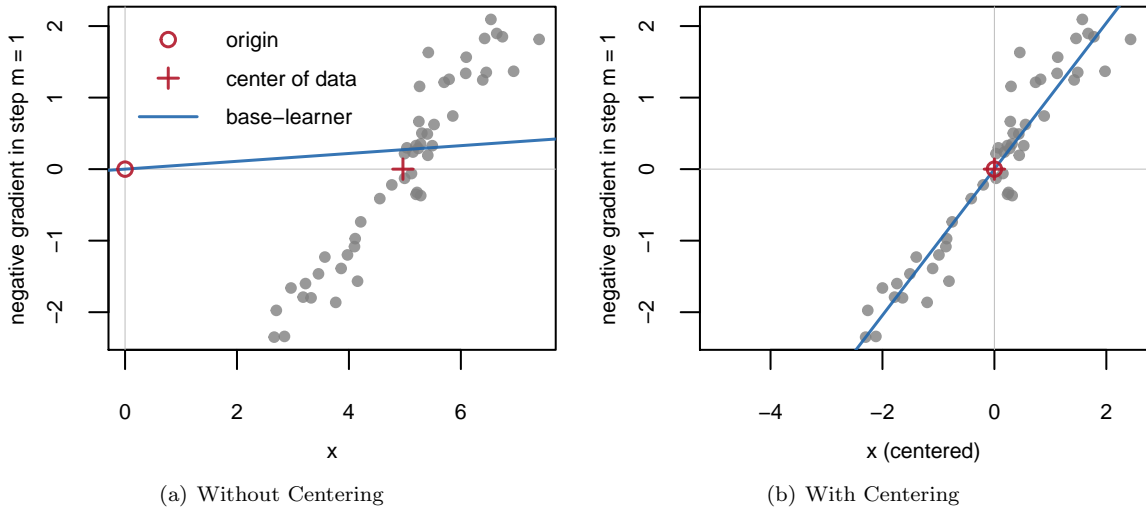 negative gradient in step m = 1
2
1
0
−1
−2
origin
center of data
base−learner
0
2
4
6
x
(a) Without Centering
negative gradient in step m = 1
2
1
0
−1
−2
−4
−2
0
2
x (centered)
(b) With Centering